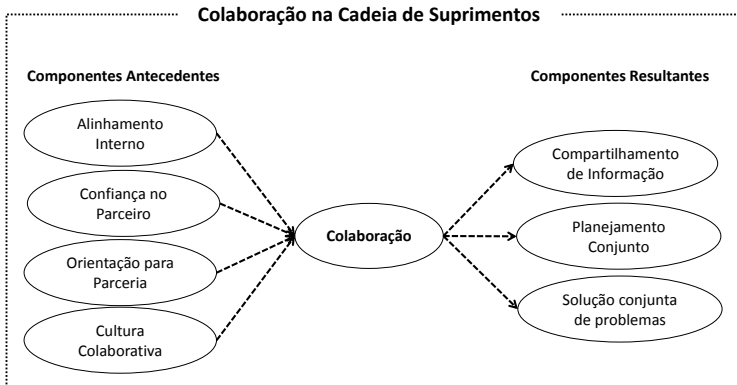 Colaboração na Cadeia de Suprimentos
Componentes Antecedentes
Alinhamento
Interno
Confiança no
Parceiro
Orientação para
Parceria
Cultura
Colaborativa
Colaboração
Componentes Resultantes
Compartilhamento
de Informação
Planejamento
Conjunto
Solução conjunta
de problemas